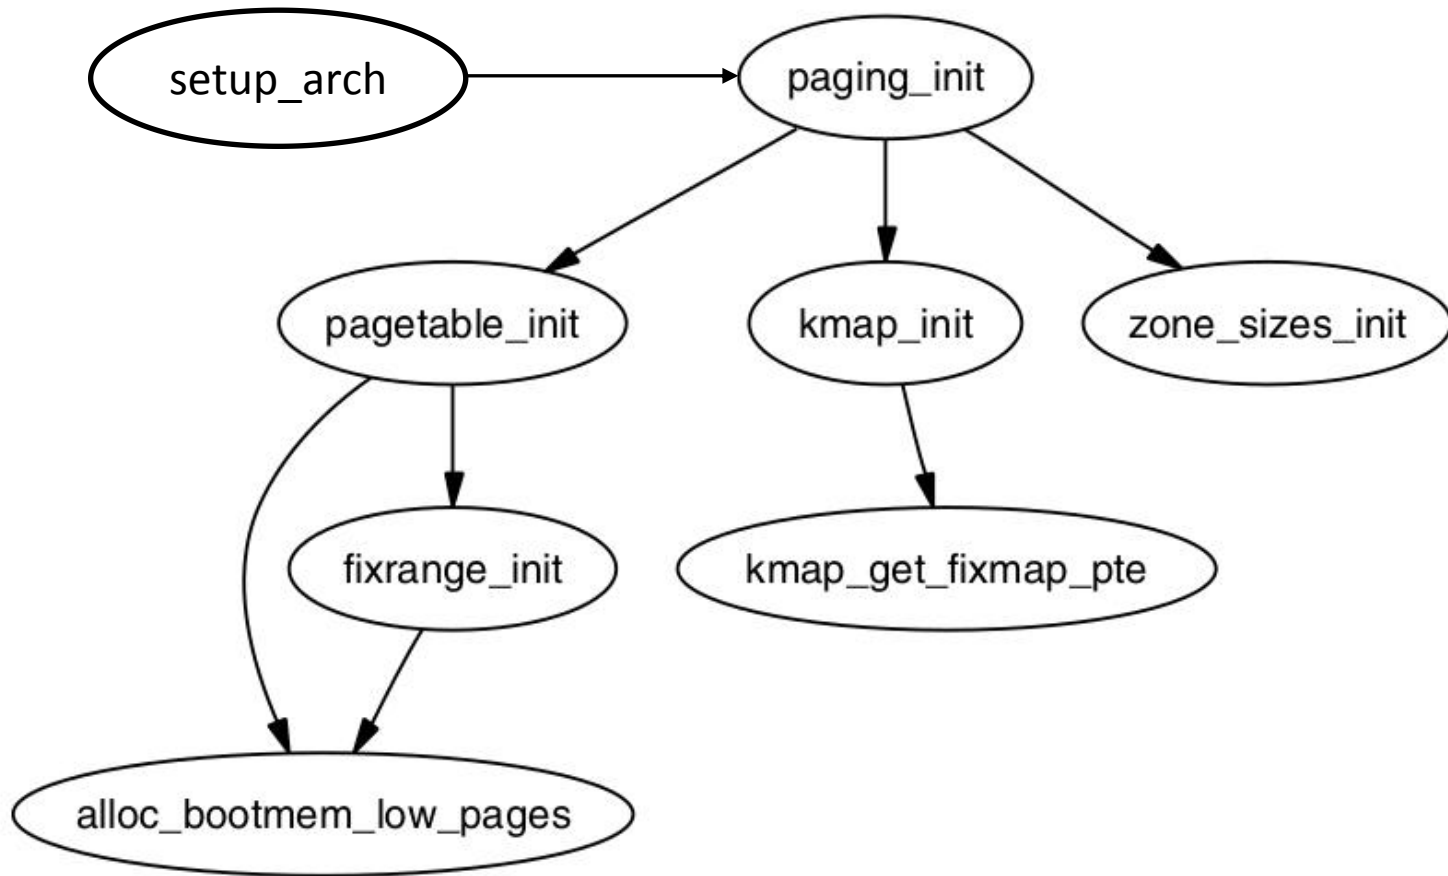 setup_arch
paging_init
pagetable_init
kmap_init
zone_sizes_init
fixrange_init
kmap_get_fixmap_pte
alloc_bootmem_low_pages